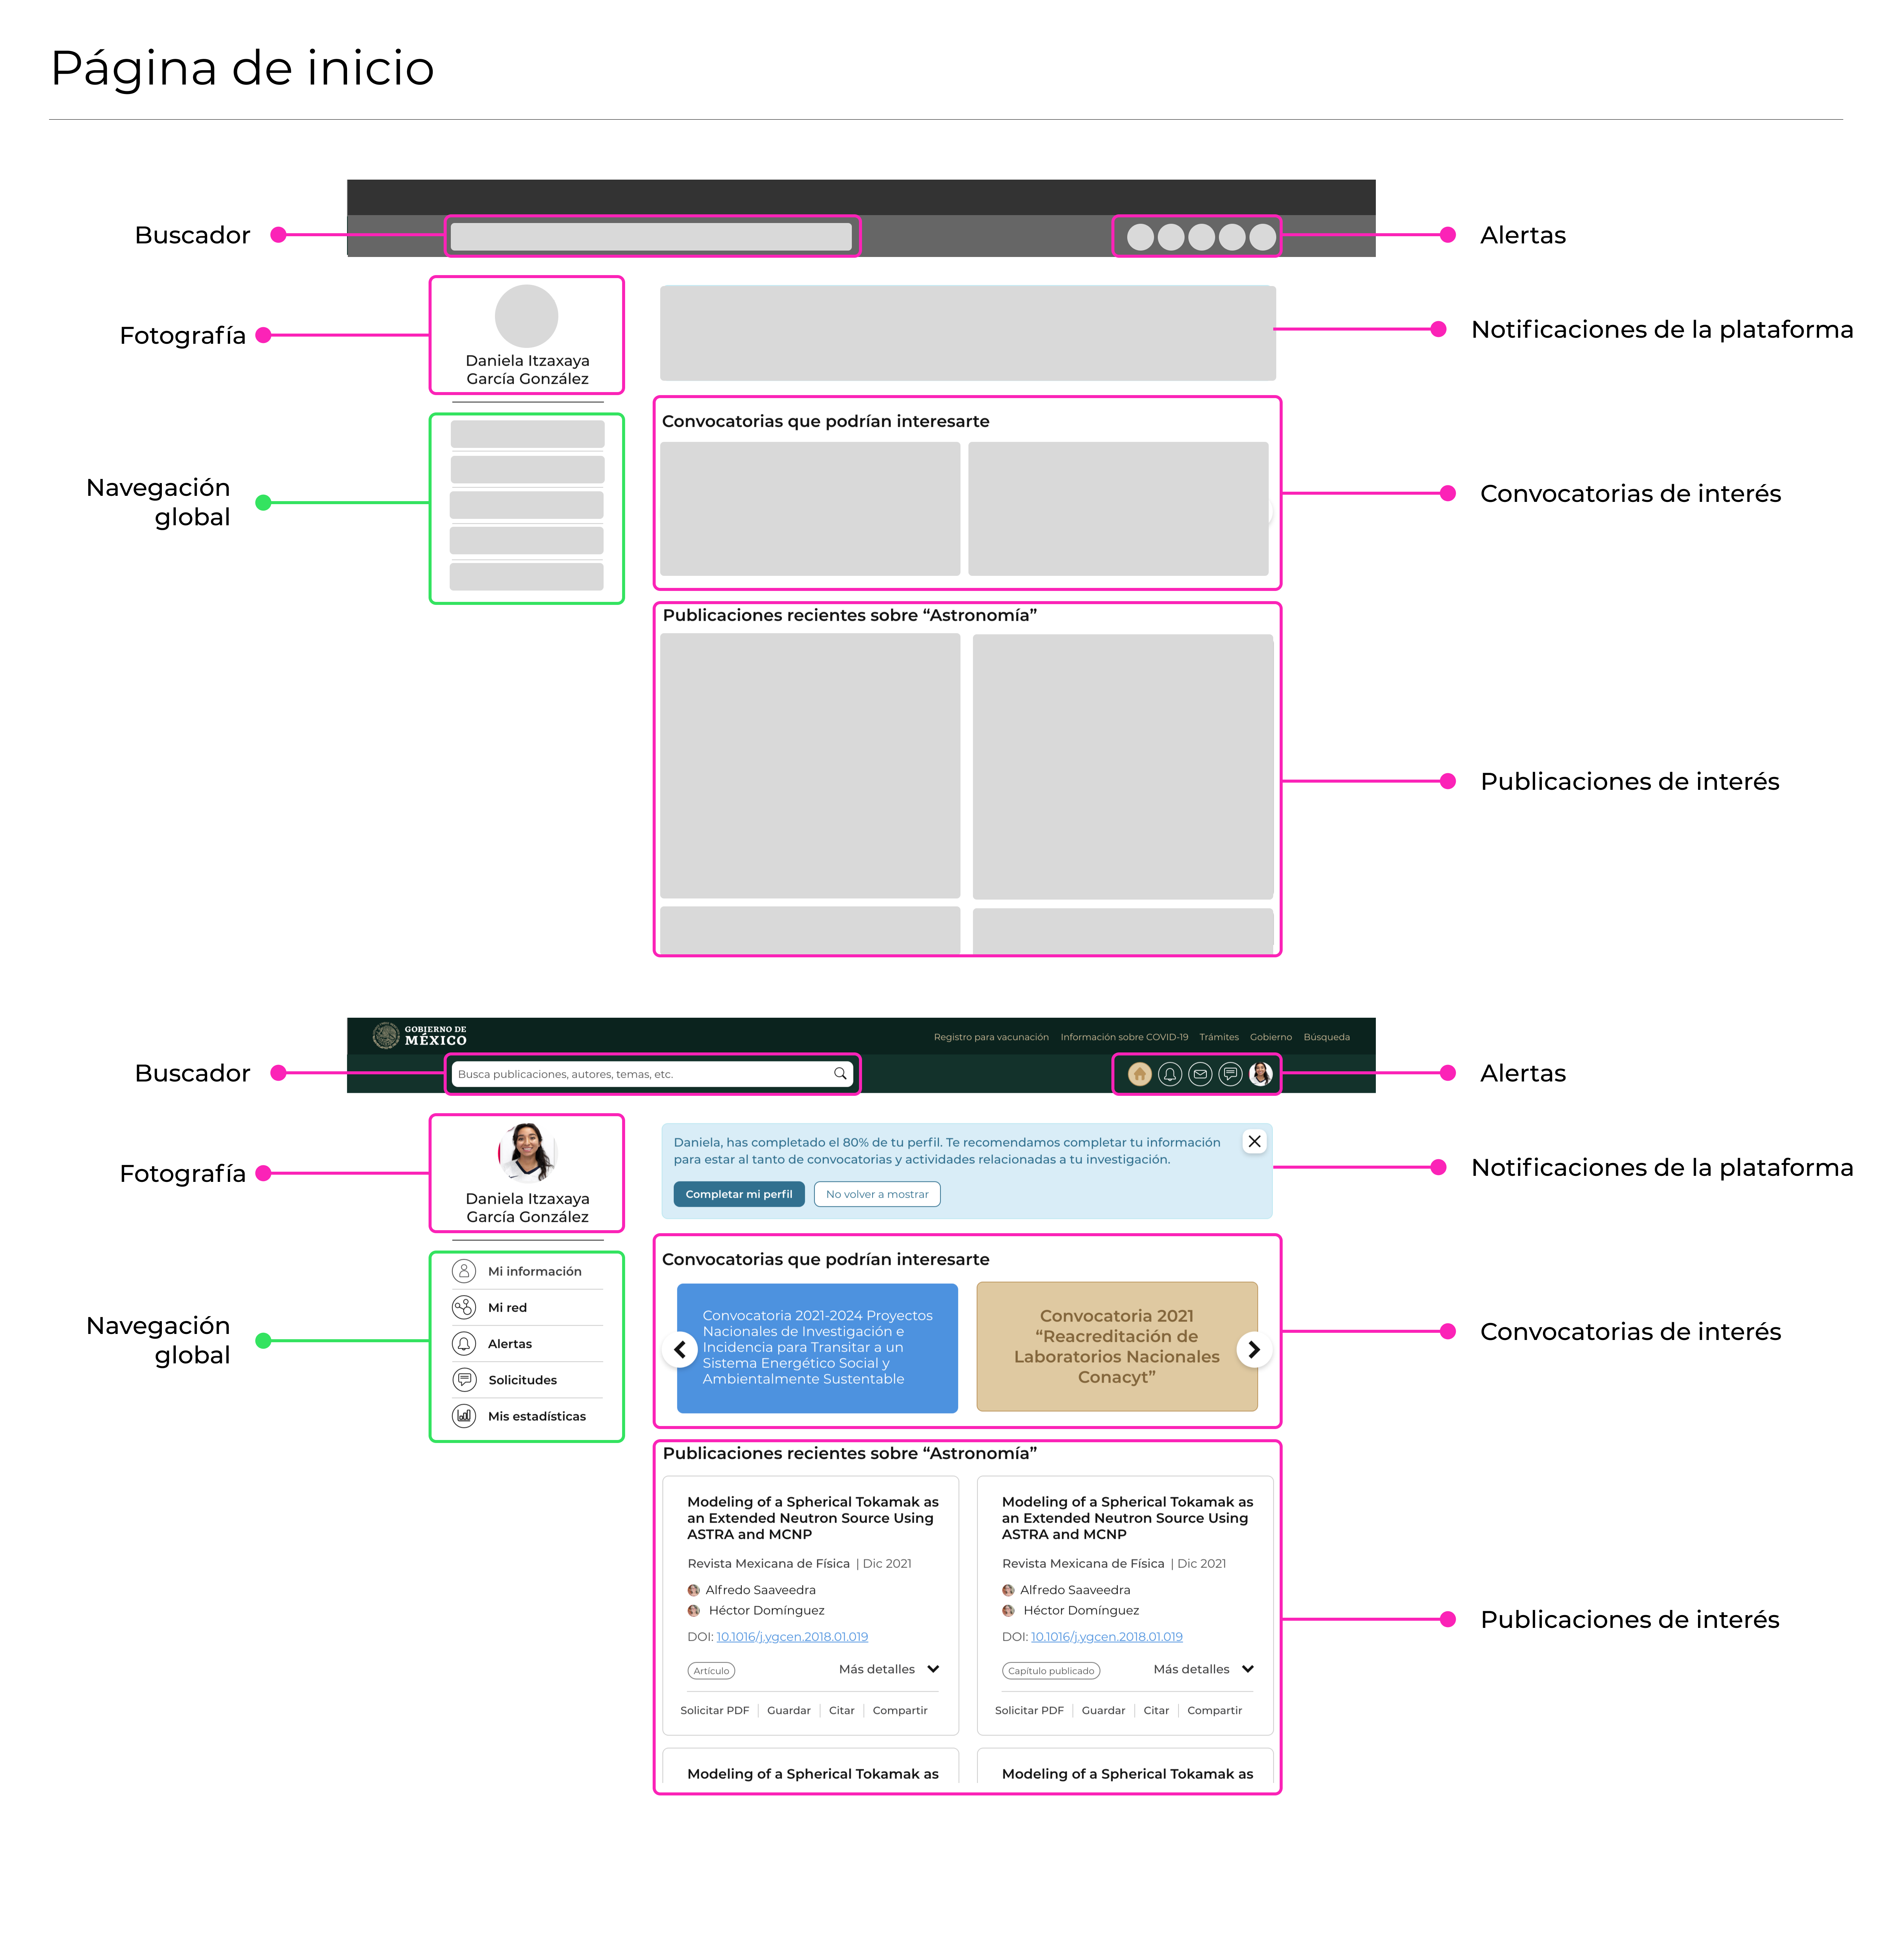 Página de inicio
Buscador
Alertas
Fotografía
Daniela Itzaxaya
García González
Notificaciones de la plataforma
Navegación
global
Convocatorias que podrían interesarte
Convocatorias de interés
Publicaciones recientes sobre “Astronomía”
Publicaciones de interés
GOBIERNO DE
MÉXICO
Registro para vacunación Información sobre COVID-19 Trámites Gobierno Búsqueda
Buscador
Busca publicaciones, autores, temas, etc.
Alertas
Fotografía
Daniela Itzaxaya
García González
Daniela, has completado el 80% de tu perfil. Te recomendamos completar tu información
para estar al tanto de convocatorias y actividades relacionadas a tu investigación.
Completar mi perfil No volver a mostrar
Notificaciones de la plataforma
Navegación
global
Mi información
Mi red
Alertas
Solicitudes
Mis estadísticas
Convocatorias que podrían interesarte
Convocatoria 2021-2024 Proyectos
Nacionales de Investigación e
Incidencia para Transitar a un
Sistema Energético Social y
Ambientalmente Sustentable
Convocatoria 2021
“Reacreditación de
Laboratorios Nacionales
Conacyt”
Convocatorias de interés
Publicaciones recientes sobre “Astronomía”
Modeling of a Spherical Tokamak as
an Extended Neutron Source Using
ASTRA and MCNP
Revista Mexicana de Física | Dic 2021
Alfredo Saaveedra
Héctor Domínguez
DOI: 10.1016/j.ygcen.2018.01.019
Artículo Más detalles
Solicitar PDF | Guardar | Citar | Compartir
Modeling of a Spherical Tokamak as
Modeling of a Spherical Tokamak as
an Extended Neutron Source Using
ASTRA and MCNP
Revista Mexicana de Física | Dic 2021
Alfredo Saaveedra
Héctor Domínguez
DOI: 10.1016/j.ygcen.2018.01.019
Capítulo publicado Más detalles
Solicitar PDF | Guardar | Citar | Compartir
Modeling of a Spherical Tokamak as
Publicaciones de interés